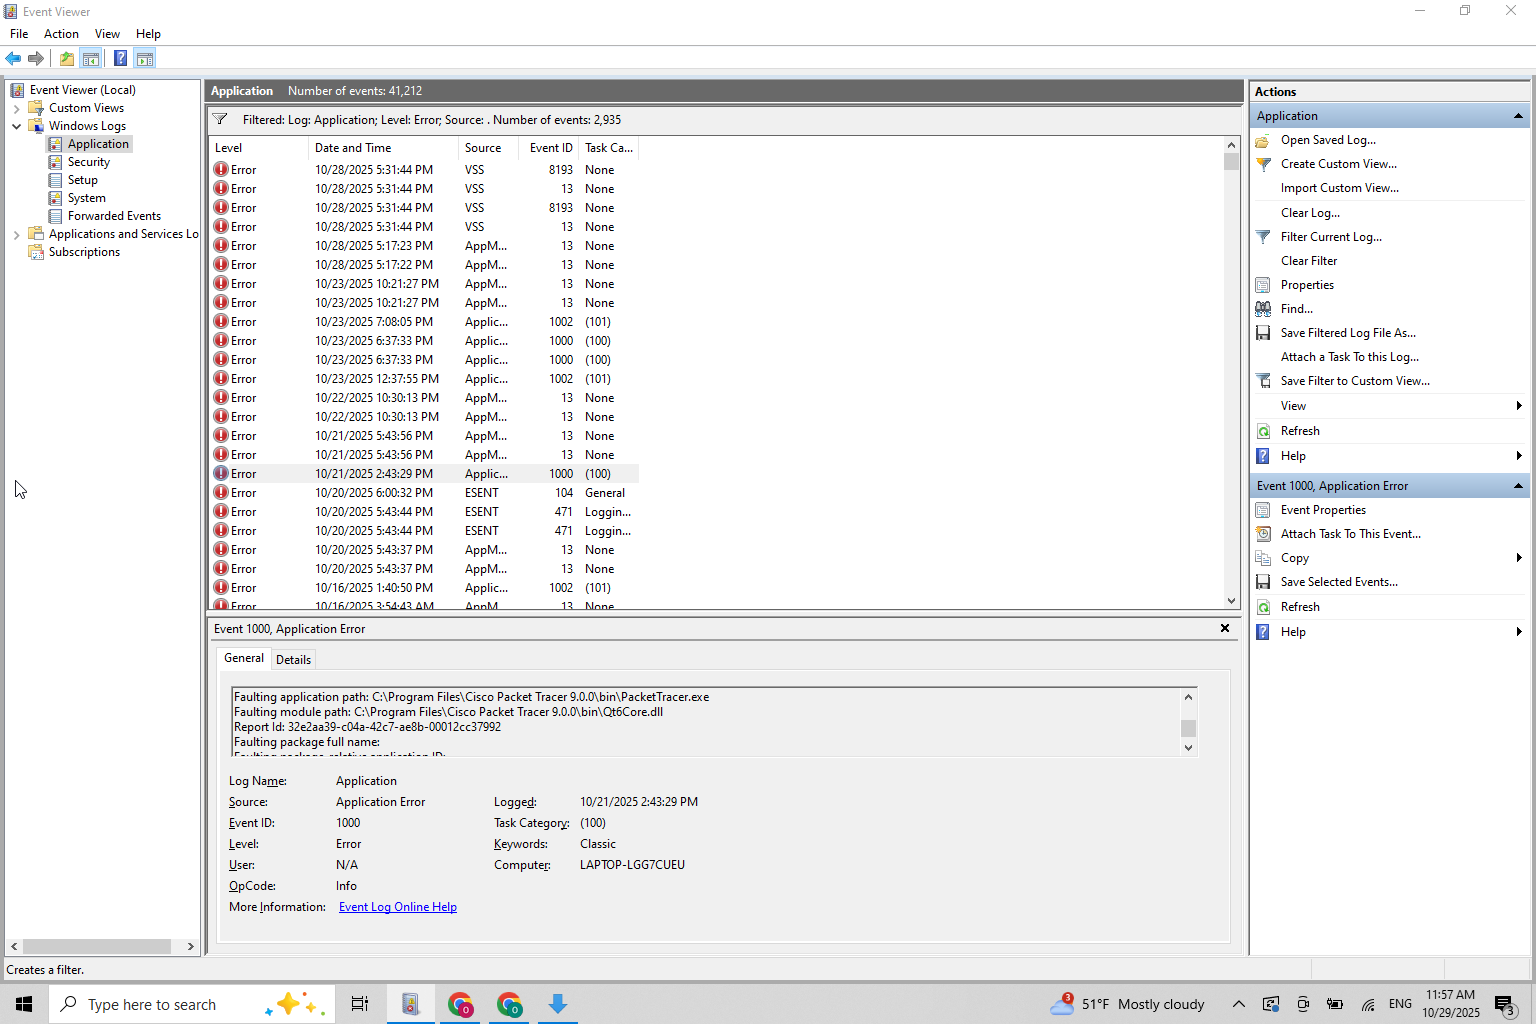 Event Viewer
File Action View Help
Event Viewer (Local)
Custom Views
Windows Logs
Application
Security
Setup
System
Forwarded Events
Applications and Services Lo
Subscriptions
Application Number of events: 41,212
Filtered: Log: Application; Level: Error; Source: . Number of events: 2,935
Level Date and Time Source Event ID Task Ca...
Error 10/28/2025 5:31:44 PM VSS 8193 None
Error 10/28/2025 5:31:44 PM VSS 13 None
Error 10/28/2025 5:31:44 PM VSS 8193 None
Error 10/28/2025 5:31:44 PM VSS 13 None
Error 10/28/2025 5:17:23 PM AppM... 13 None
Error 10/28/2025 5:17:22 PM AppM... 13 None
Error 10/23/2025 10:21:27 PM AppM... 13 None
Error 10/23/2025 10:21:27 PM AppM... 13 None
Error 10/23/2025 7:08:05 PM Applic... 1002 (101)
Error 10/23/2025 6:37:33 PM Applic... 1000 (100)
Error 10/23/2025 6:37:33 PM Applic... 1000 (100)
Error 10/23/2025 12:37:55 PM Applic... 1002 (101)
Error 10/22/2025 10:30:13 PM AppM... 13 None
Error 10/22/2025 10:30:13 PM AppM... 13 None
Error 10/21/2025 5:43:56 PM AppM... 13 None
Error 10/21/2025 5:43:56 PM AppM... 13 None
Error 10/21/2025 2:43:29 PM Applic... 1000 (100)
Error 10/20/2025 6:00:32 PM ESENT 104 General
Error 10/20/2025 5:43:44 PM ESENT 471 Loggin...
Error 10/20/2025 5:43:44 PM ESENT 471 Loggin...
Error 10/20/2025 5:43:37 PM AppM... 13 None
Error 10/20/2025 5:43:37 PM AppM... 13 None
Error 10/16/2025 1:40:50 PM Applic... 1002 (101)
Error 10/16/2025 3:54:43 AM AppM 13 None
Event 1000, Application Error
General Details
Faulting application path: C:\Program Files\Cisco Packet Tracer 9.0.0\bin\PacketTracer.exe
Faulting module path: C:\Program Files\Cisco Packet Tracer 9.0.0\bin\Qt6Core.dll
Report Id: 32e2aa39-c04a-42c7-ae8b-00012cc37992
Faulting package full name:
Faulting package-relative application ID:
Log Name: Application
Source: Application Error Logged: 10/21/2025 2:43:29 PM
Event ID: 1000 Task Category: (100)
Level: Error Keywords: Classic
User: N/A Computer: LAPTOP-LGG7CUEU
OpCode: Info
More Information: Event Log Online Help
Actions
Application
Open Saved Log...
Create Custom View...
Import Custom View...
Clear Log...
Filter Current Log...
Clear Filter
Properties
Find...
Save Filtered Log File As...
Attach a Task To this Log...
Save Filter to Custom View...
View
Refresh
Help
Event 1000, Application Error
Event Properties
Attach Task To This Event...
Copy
Save Selected Events...
Refresh
Help
Creates a filter.
Type here to search
3
51°F Mostly cloudy
ENG
11:57 AM
10/29/2025
3